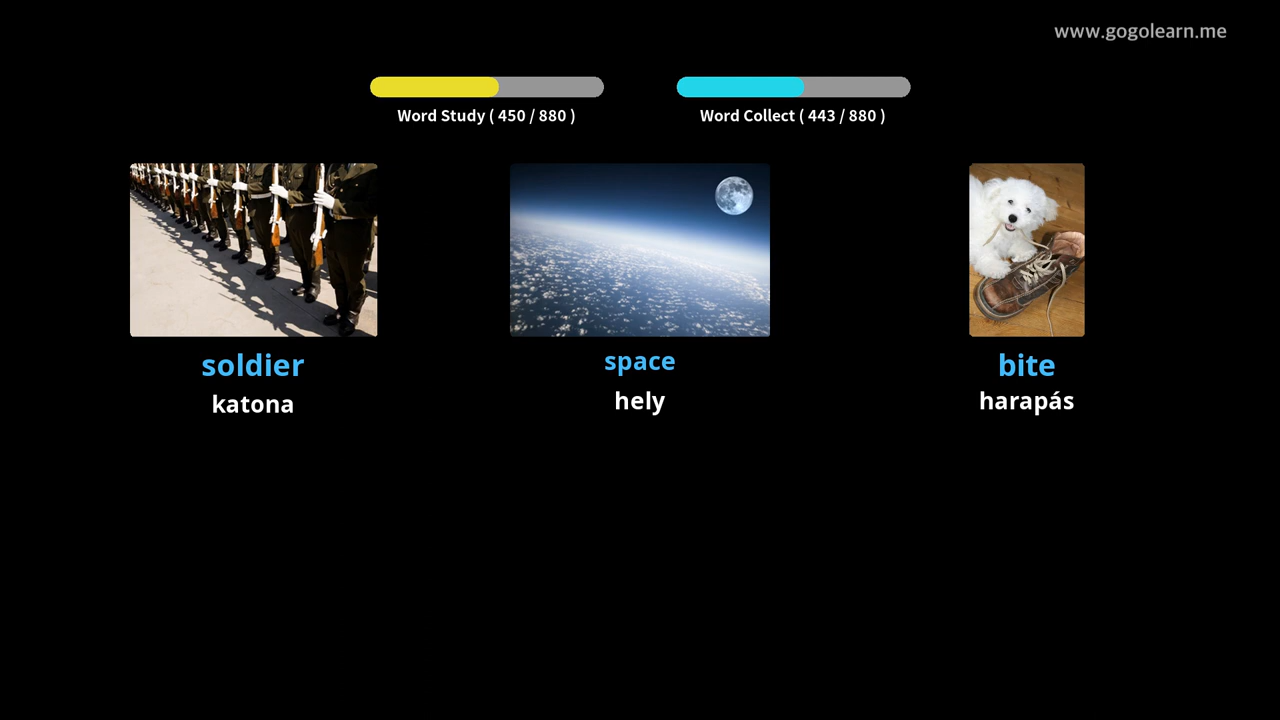 www.gogolearn.me
Word Study ( 450 / 880 )
Word Collect ( 443 / 880 )
soldier
katona
space
hely
bite
harapás